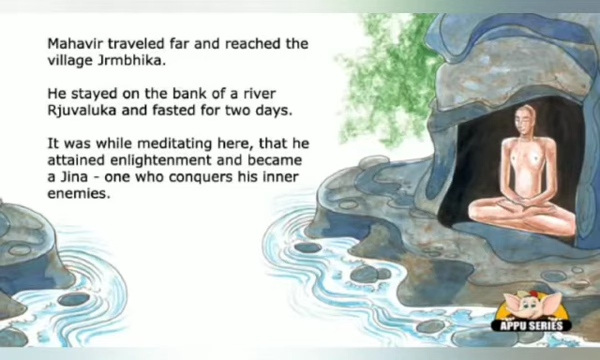 Mahavir traveled far and reached the
village Jrmbhika.
He stayed on the bank of a river
Rjuvaluka and fasted for two days.
It was while meditating here, that he
attained enlightenment and became
a Jina - one who conquers his inner
enemies.
APPU SERIES